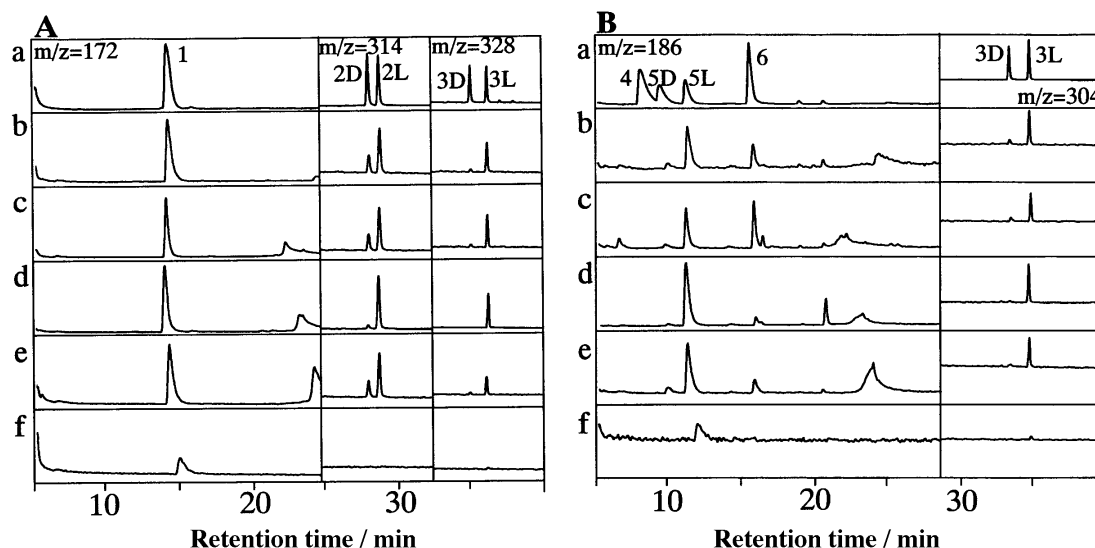 A
B
a m/z=172 1 m/z=314 m/z=328
2D 2L 3D 3L
b
c
d
e
f
10 20 30
Retention time / min
a m/z=186 6 3D 3L
4 5D 5L
m/z=304
b
c
d
e
f
10 20 30
Retention time / min